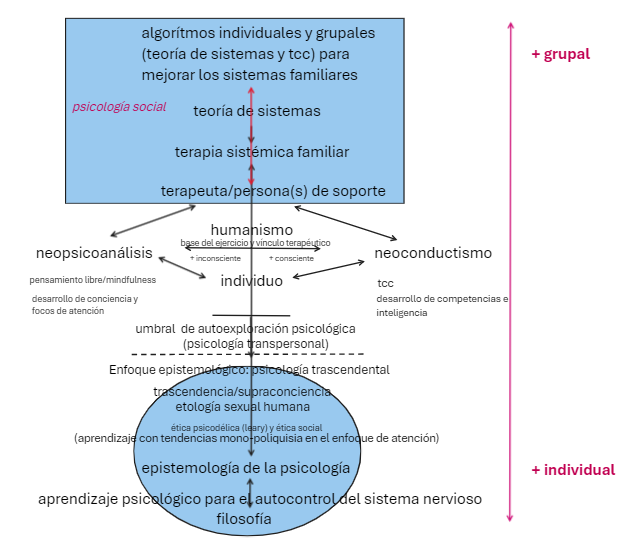 algorítmos individuales y grupales
(teoría de sistemas y tcc) para
mejorar los sistemas familiares
+ grupal
psicología social
teoría de sistemas
terapia sistémica familiar
terapeuta/persona(s) de soporte
humanismo
base del ejercicio y vínculo terapéutico
neopsicoanálisis
+ inconsciente
+ consciente
neoconductismo
individuo
pensamiento libre/mindfulness
tcc
desarrollo de conciencia y
focos de atención
desarrollo de competencias e
inteligencia
umbral de autoexploración psicológica
(psicología transpersonal)
Enfoque epistemológico: psicología trascendental
trascendencia/supraconciencia
etología sexual humana
ética psicodélica (leary) y ética social
(aprendizaje con tendencias mono-poliquisia en el enfoque de atención)
epistemología de la psicología
+ individual
aprendizaje psicológico para el autocontrol del sistema nervioso
filosofía